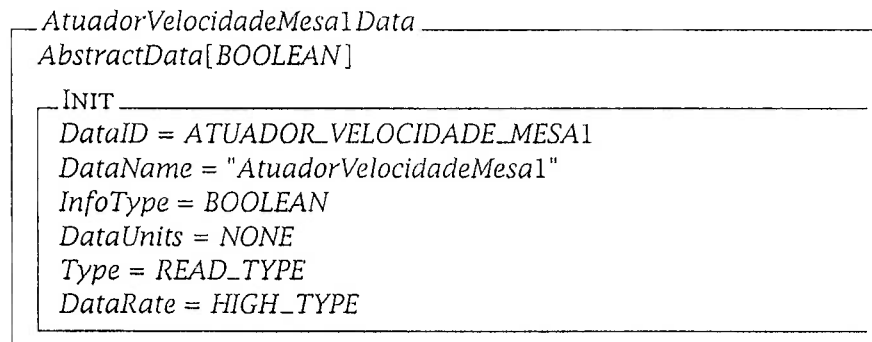 AtuadorVelocidadeMesa1Data
AbstractData[BOOLEAN]
INIT
DataID = ATUADOR_VELOCIDADE_MESA1
DataName = "AtuadorVelocidadeMesa1"
InfoType = BOOLEAN
DataUnits = NONE
Type = READ_TYPE
DataRate = HIGH_TYPE